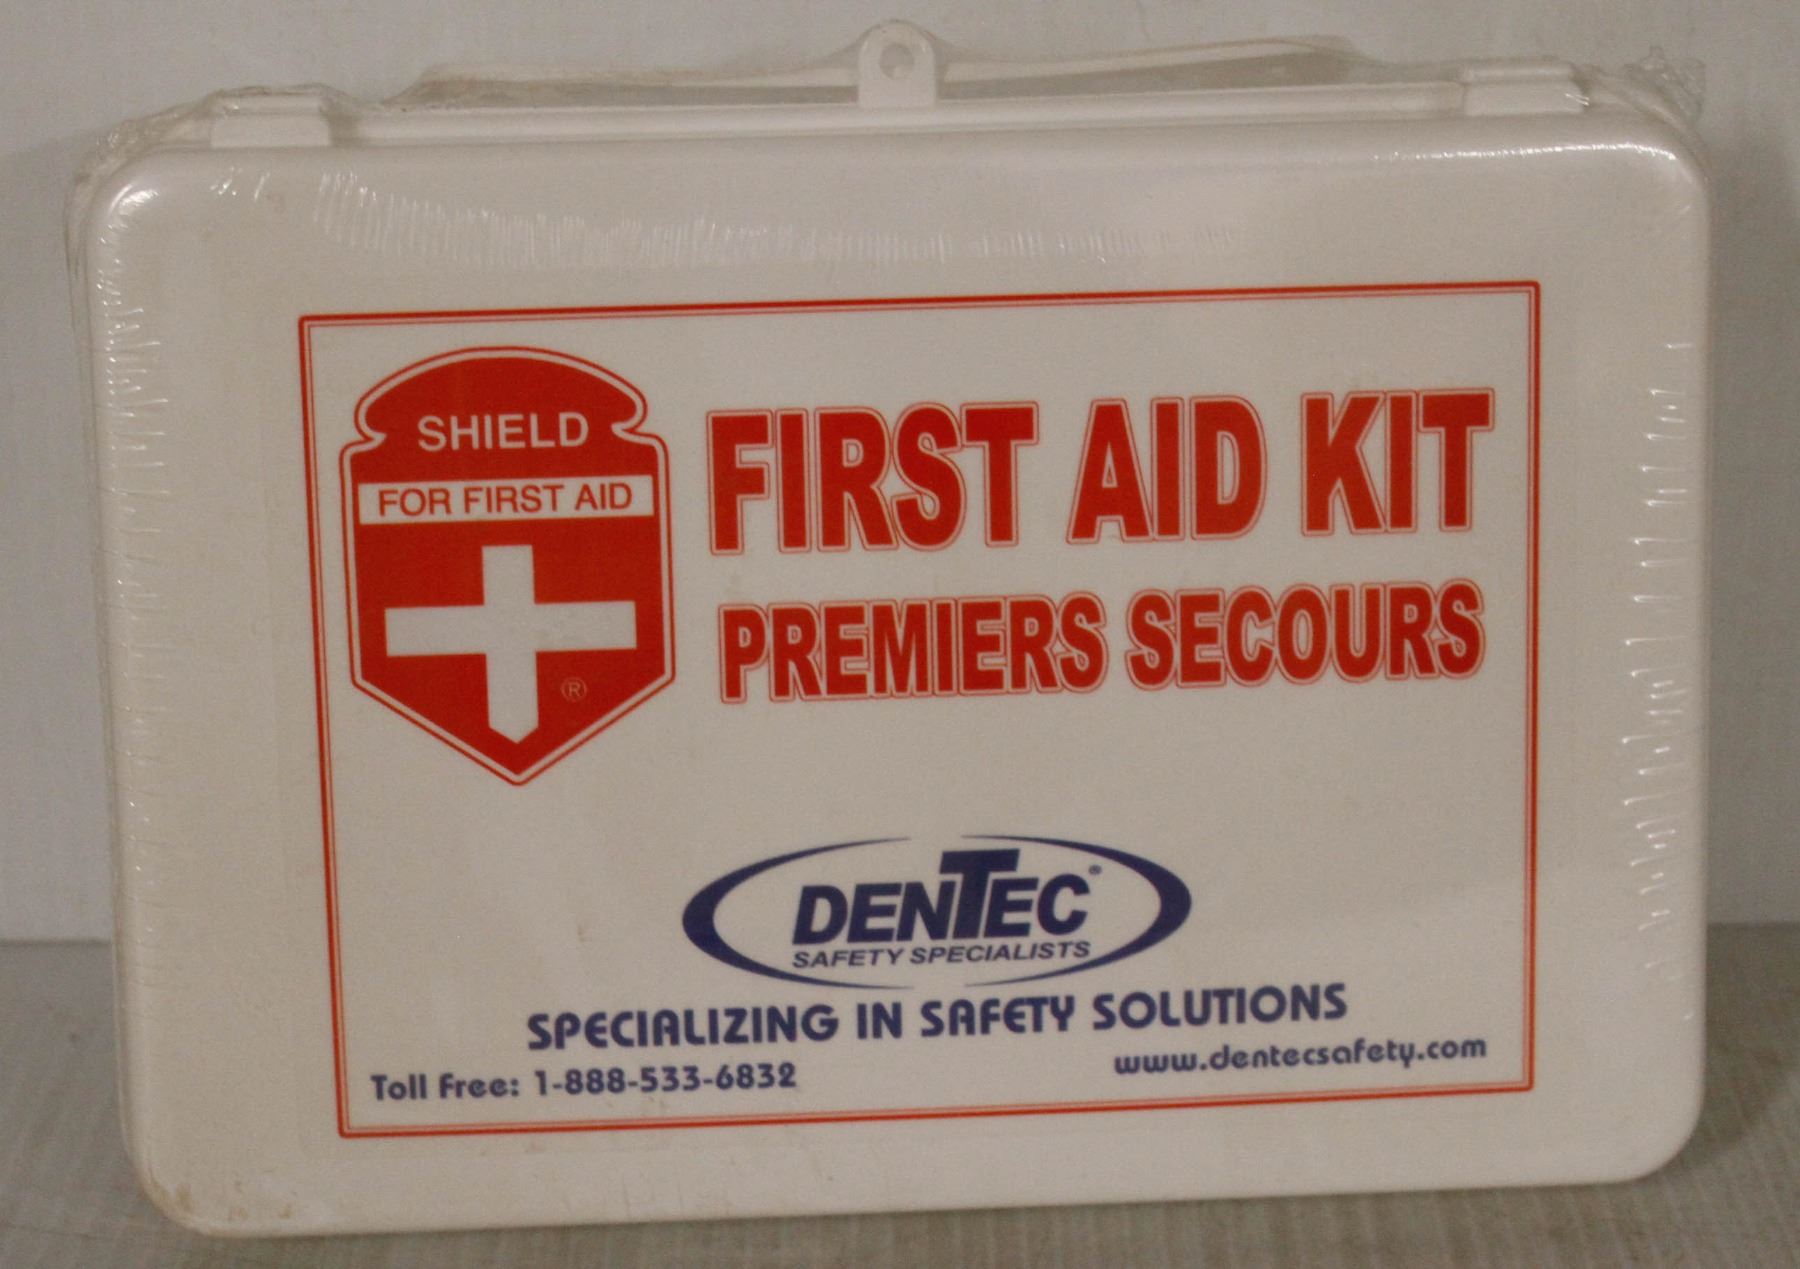 SHIELD
FOR FIRST AID
®
FIRST AID KIT
PREMIERS SECOURS
DENTEC®
SAFETY SPECIALISTS
SPECIALIZING IN SAFETY SOLUTIONS
Toll Free: 1-888-533-6832
www.dentecsafety.com